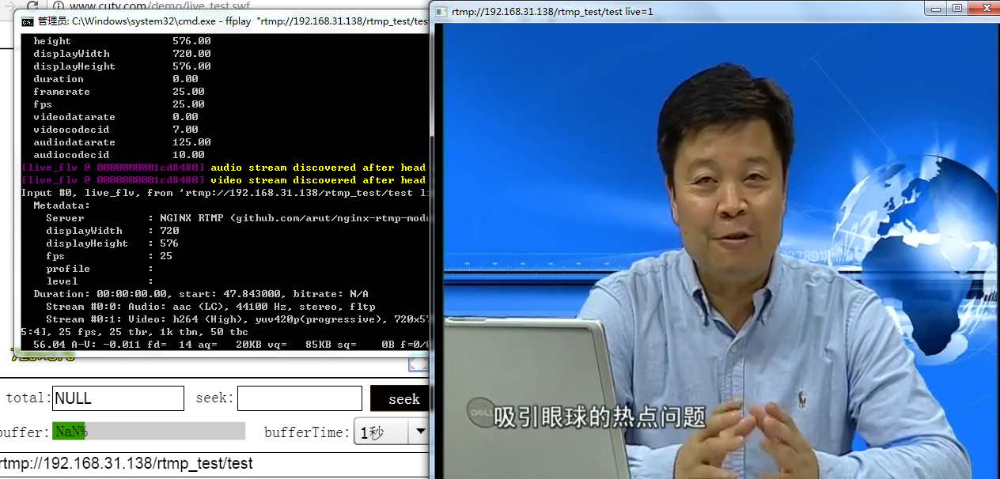 www.cutv.com/demo/live_test.swf
管理员: C:\Windows\system32\cmd.exe - ffplay "rtmp://192.168.31.138/rtmp_test/test
height 576.00
displayWidth 720.00
displayHeight 576.00
duration 0.00
framerate 25.00
fps 25.00
videodatarate 0.00
videocodecid 7.00
audiodatarate 125.00
audiocodecid 10.00
[live_flv @ 0000000001cd8480] audio stream discovered after head
[live_flv @ 0000000001cd8480] video stream discovered after head
Input #0, live_flv, from 'rtmp://192.168.31.138/rtmp_test/test li
Metadata:
Server : NGINX RTMP (github.com/arut/nginx-rtmp-modu
displayWidth : 720
displayHeight : 576
fps : 25
profile :
level :
Duration: 00:00:00.00, start: 47.843000, bitrate: N/A
Stream #0:0: Audio: aac (LC), 44100 Hz, stereo, fltp
Stream #0:1: Video: h264 (High), yuv420p(progressive), 720x57
5:4], 25 fps, 25 tbr, 1k tbn, 50 tbc
56.04 A-V: -0.011 fd= 14 aq= 20KB vq= 85KB sq= 0B f=0/0
total: NULL seek: seek
buffer: NaN% bufferTime: 1秒
rtmp://192.168.31.138/rtmp_test/test
rtmp://192.168.31.138/rtmp_test/test live=1
DELL
吸引眼球的热点问题